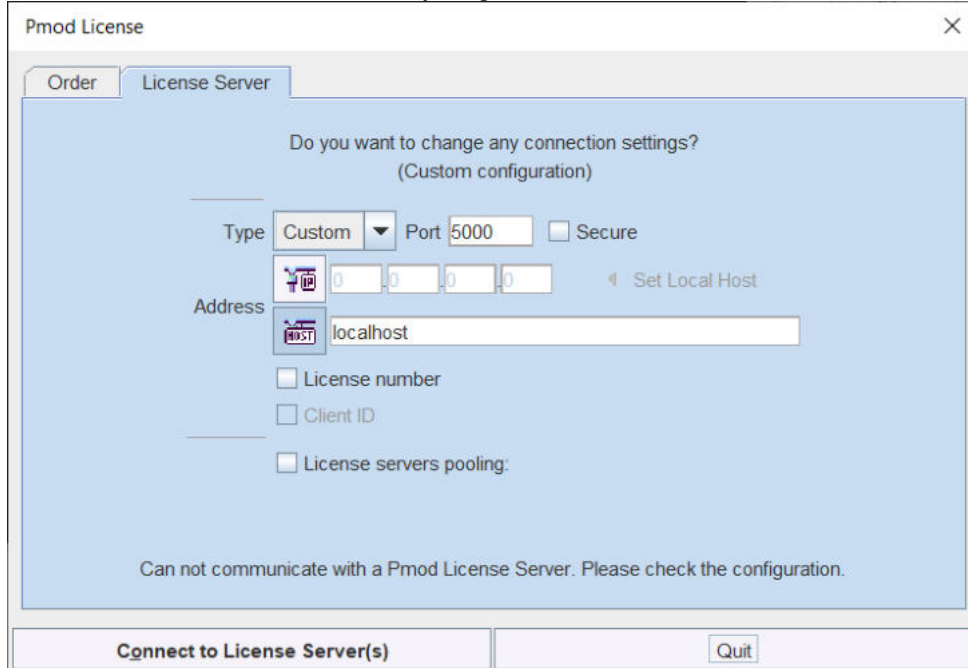 Pmod License
Order License Server
Do you want to change any connection settings?
(Custom configuration)
Type Custom Port 5000 Secure
IP 0 .0 .0 .0 Set Local Host
Address
HOST localhost
License number
Client ID
License servers pooling:
Can not communicate with a Pmod License Server. Please check the configuration.
Connect to License Server(s) Quit